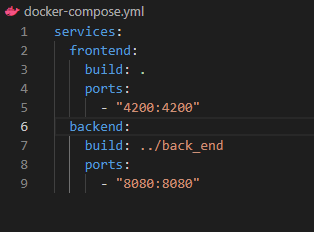 docker-compose.yml
1 services:
2   frontend:
3     build: .
4     ports:
5       - "4200:4200"
6   backend:
7     build: ../back_end
8     ports:
9       - "8080:8080"